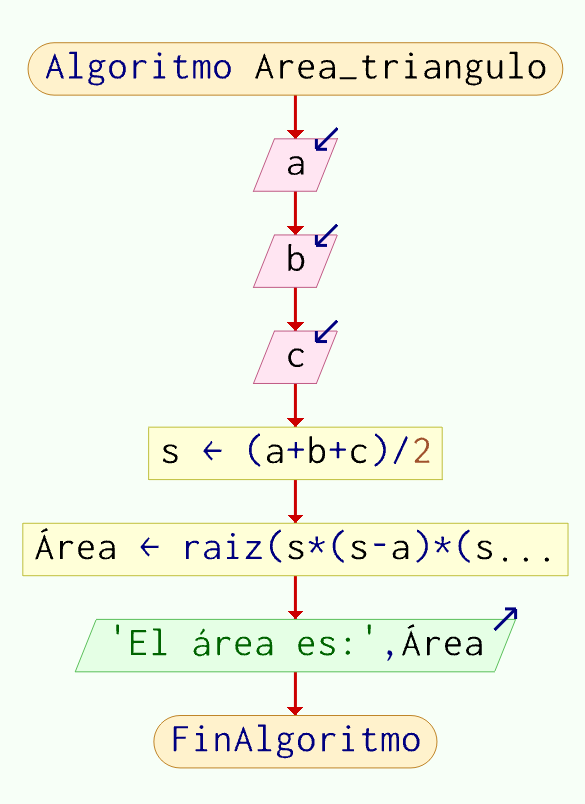 Algoritmo Area_triangulo
a
b
c
s ← (a+b+c)/2
Área ← raiz(s*(s-a)*(s...
'El área es:',Área
FinAlgoritmo